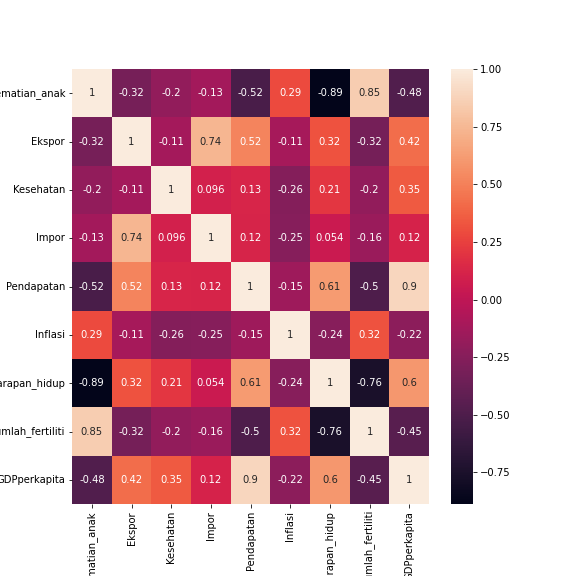 ematian_anak 1 -0.32 -0.2 -0.13 -0.52 0.29 -0.89 0.85 -0.48
Ekspor -0.32 1 -0.11 0.74 0.52 -0.11 0.32 -0.32 0.42
Kesehatan -0.2 -0.11 1 0.096 0.13 -0.26 0.21 -0.2 0.35
Impor -0.13 0.74 0.096 1 0.12 -0.25 0.054 -0.16 0.12
Pendapatan -0.52 0.52 0.13 0.12 1 -0.15 0.61 -0.5 0.9
Inflasi 0.29 -0.11 -0.26 -0.25 -0.15 1 -0.24 0.32 -0.22
arapan_hidup -0.89 0.32 0.21 0.054 0.61 -0.24 1 -0.76 0.6
umlah_fertiliti 0.85 -0.32 -0.2 -0.16 -0.5 0.32 -0.76 1 -0.45
GDPperkapita -0.48 0.42 0.35 0.12 0.9 -0.22 0.6 -0.45 1
matian_anak
Ekspor
Kesehatan
Impor
Pendapatan
Inflasi
rapan_hidup
mlah_fertiliti
GDPperkapita
1.00
0.75
0.50
0.25
0.00
−0.25
−0.50
−0.75